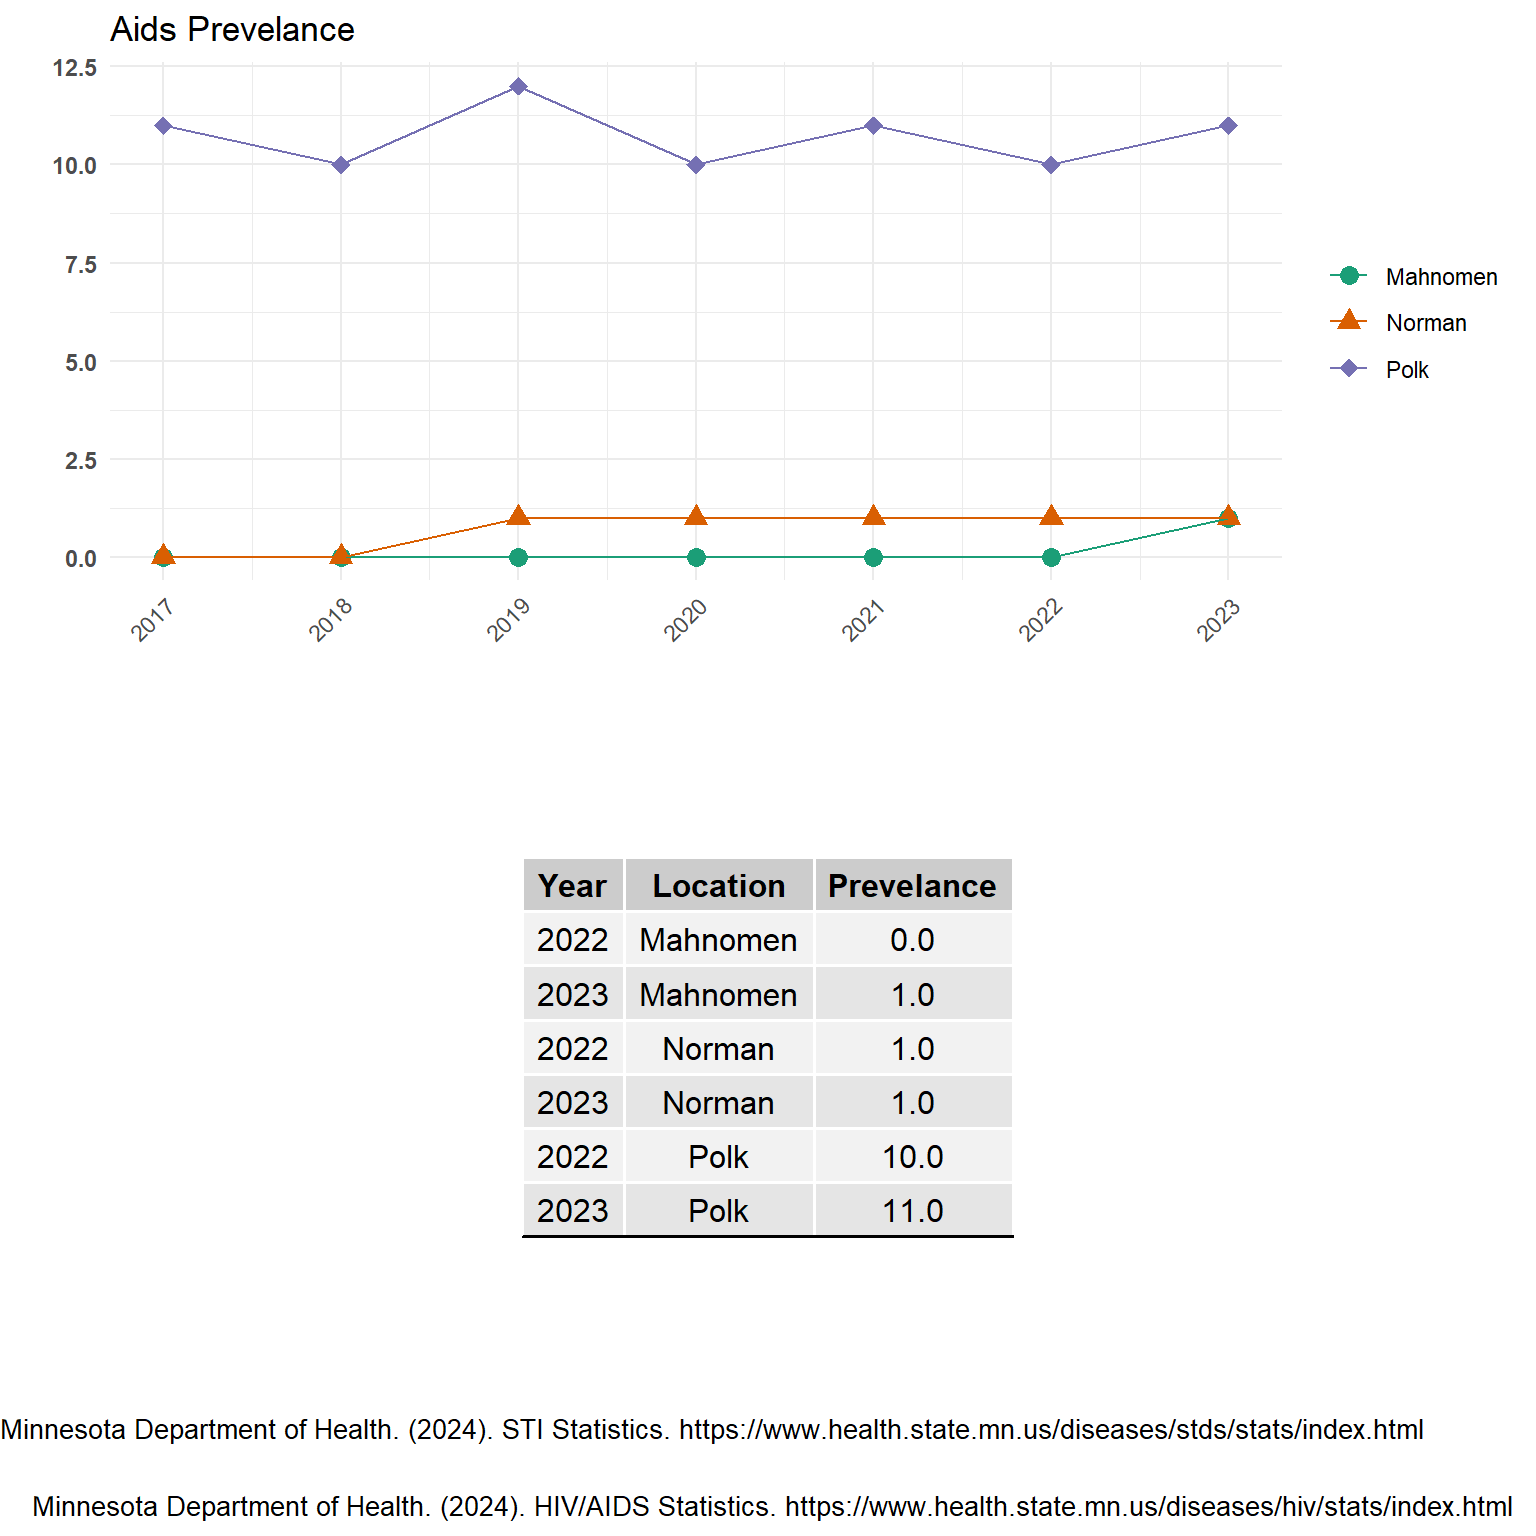 Aids Prevelance
12.5
10.0
7.5
5.0
2.5
0.0
2017 2018 2019 2020 2021 2022 2023
Mahnomen
Norman
Polk
Year Location Prevelance
2022 Mahnomen 0.0
2023 Mahnomen 1.0
2022 Norman 1.0
2023 Norman 1.0
2022 Polk 10.0
2023 Polk 11.0
Minnesota Department of Health. (2024). STI Statistics. https://www.health.state.mn.us/diseases/stds/stats/index.html
Minnesota Department of Health. (2024). HIV/AIDS Statistics. https://www.health.state.mn.us/diseases/hiv/stats/index.html